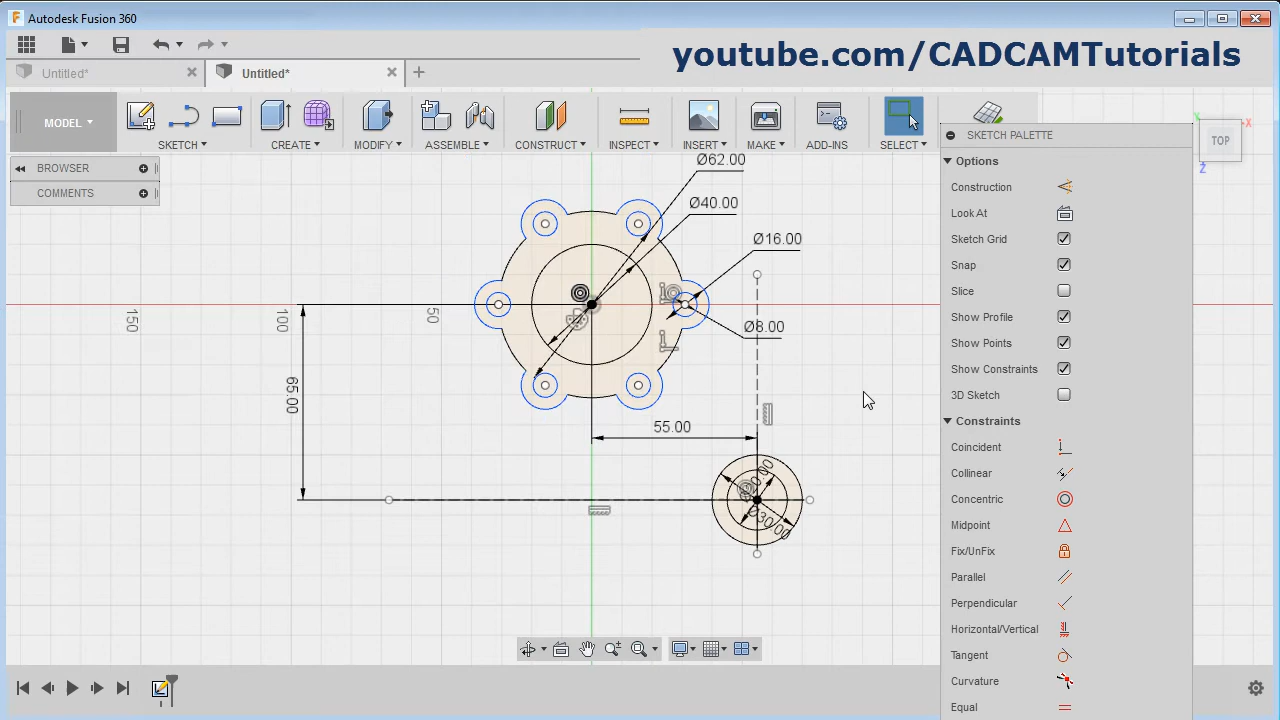 Autodesk Fusion 360
youtube.com/CADCAMTutorials
Untitled*
Untitled*
MODEL
SKETCH
CREATE
MODIFY
ASSEMBLE
CONSTRUCT
INSPECT
INSERT
MAKE
ADD-INS
SELECT
BROWSER
COMMENTS
SKETCH PALETTE
Options
Construction
Look At
Sketch Grid
Snap
Slice
Show Profile
Show Points
Show Constraints
3D Sketch
Constraints
Coincident
Collinear
Concentric
Midpoint
Fix/UnFix
Parallel
Perpendicular
Horizontal/Vertical
Tangent
Curvature
Equal
TOP
X
Y
Z
Ø62.00
Ø40.00
Ø16.00
Ø8.00
150
100
50
65.00
55.00
Ø30.00